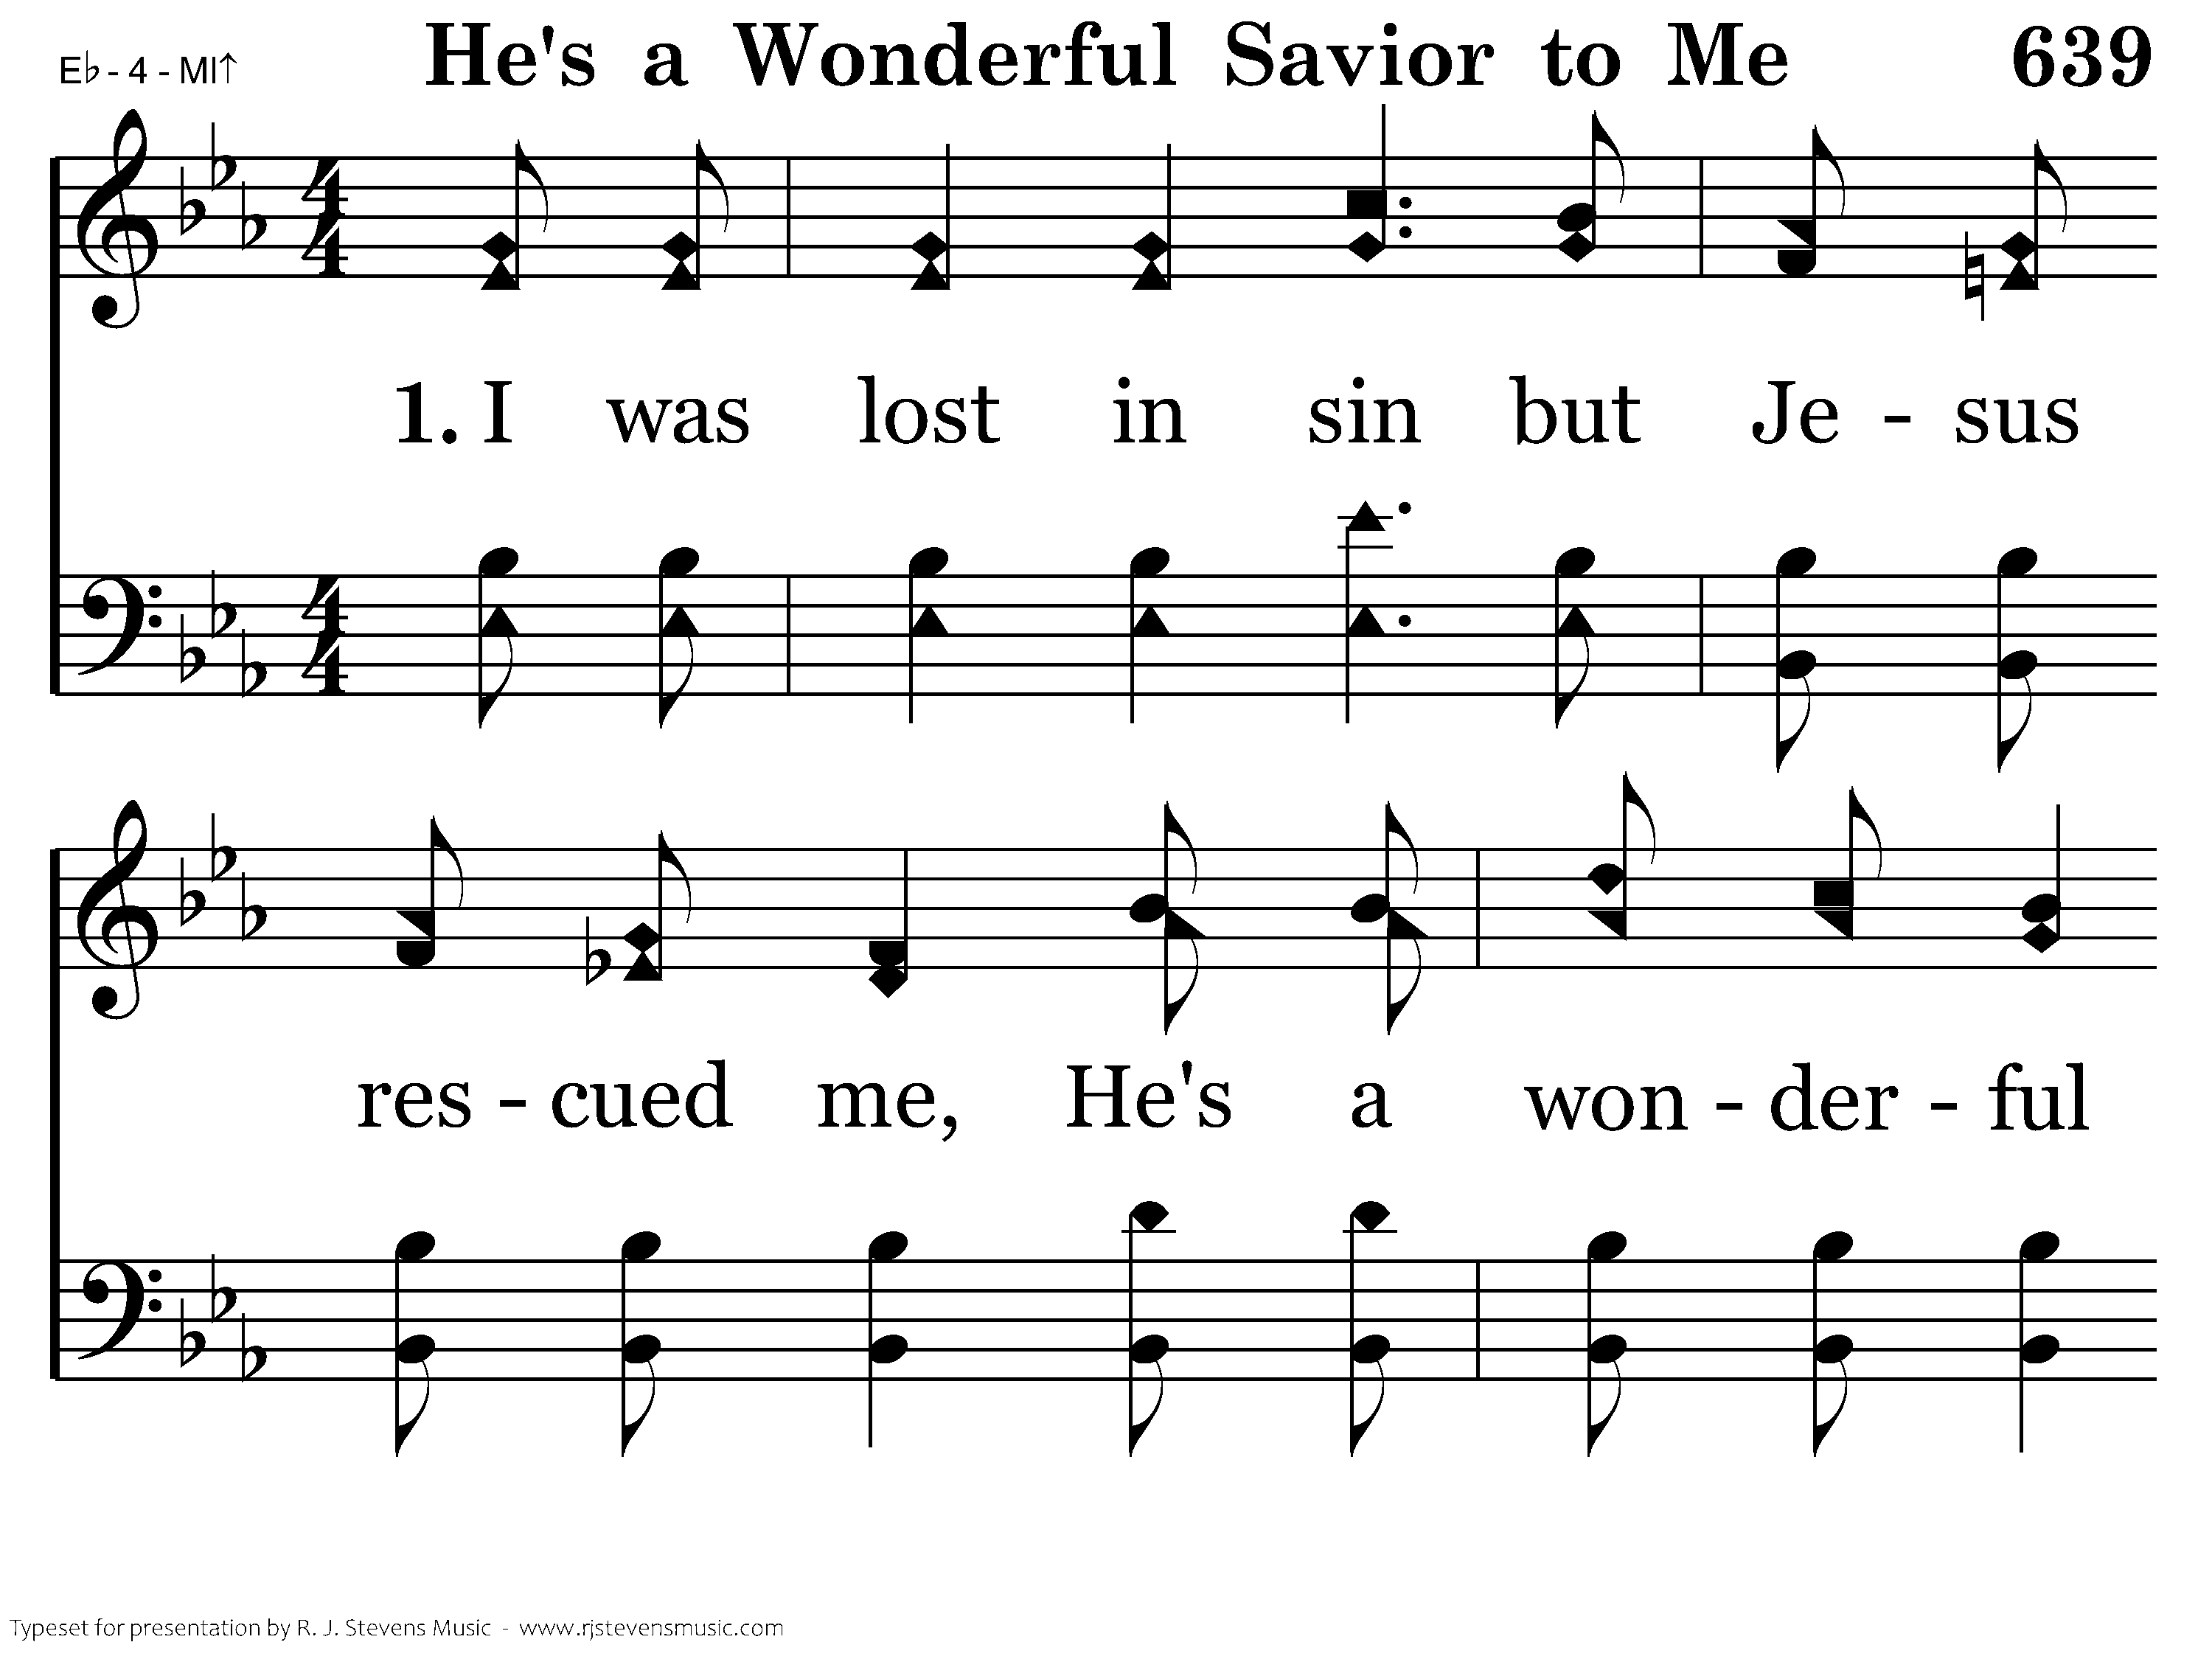 E♭ - 4 - MI↑ He's a Wonderful Savior to Me 639
1. I was lost in sin but Je - sus
res - cued me, He's a won - der - ful
Typeset for presentation by R. J. Stevens Music - www.rjstevensmusic.com